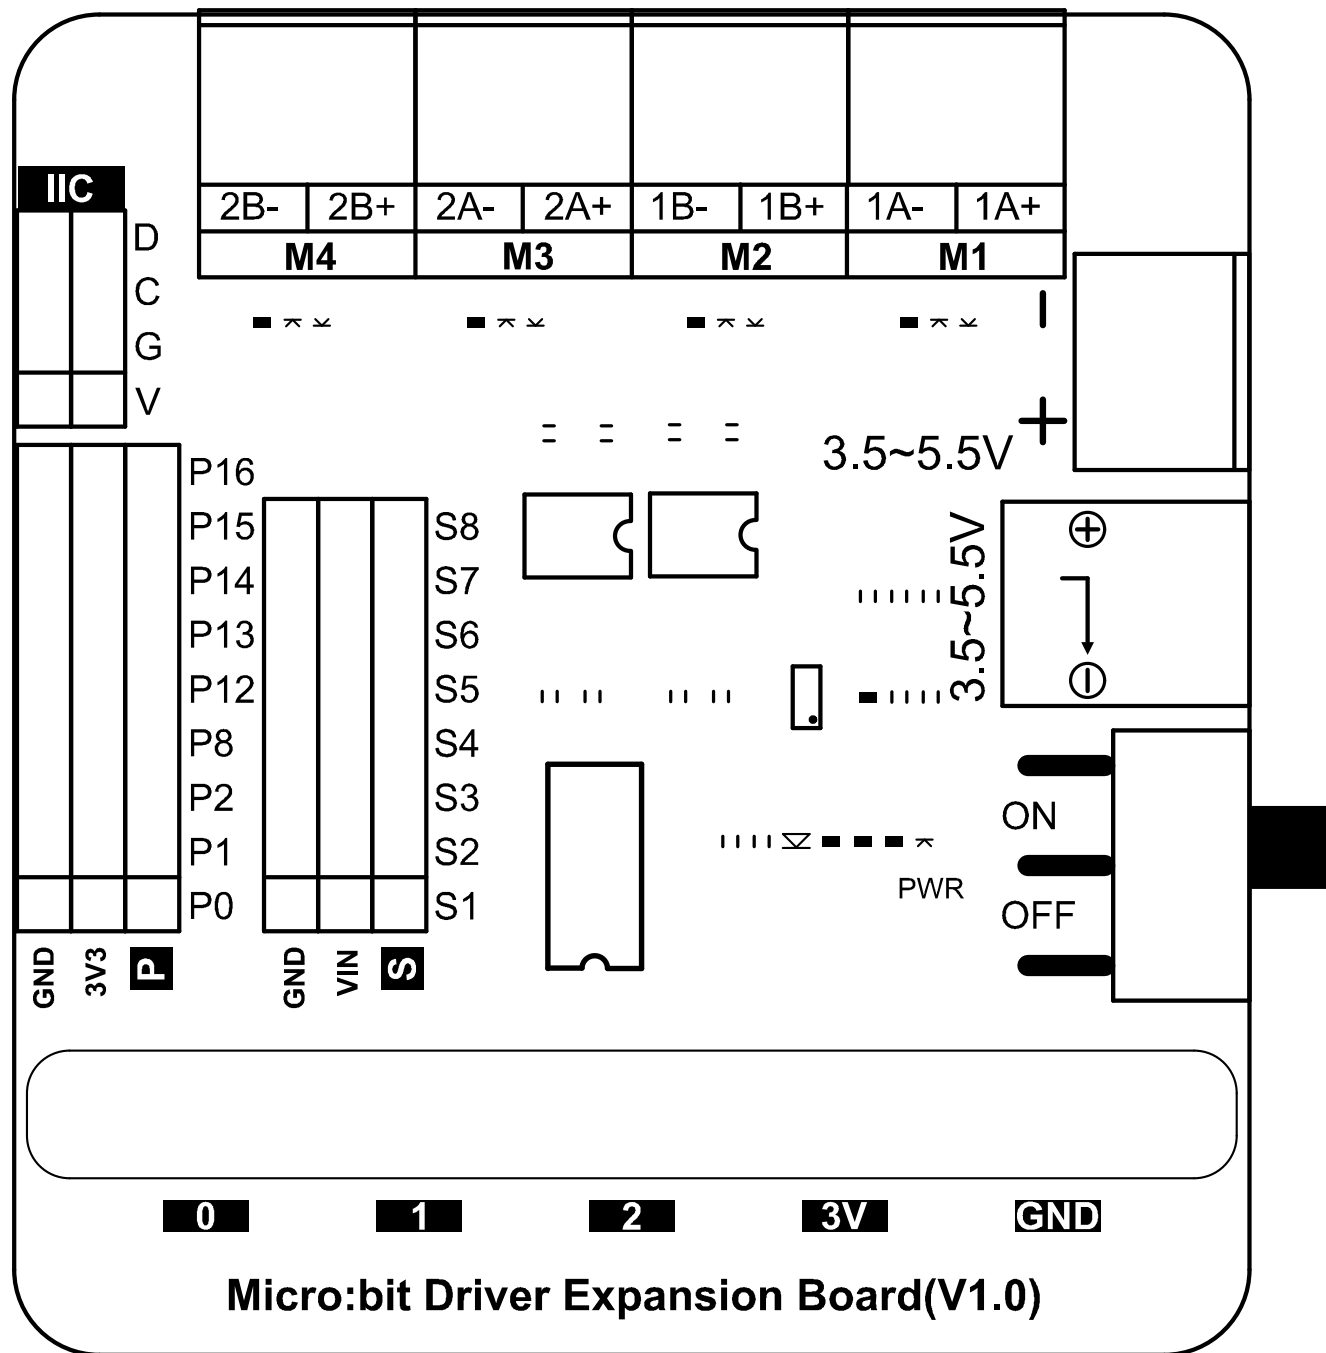 IIC
2B- 2B+ 2A- 2A+ 1B- 1B+ 1A- 1A+
M4 M3 M2 M1
D
C
G
V
−
+
3.5~5.5V
3.5~5.5V
P16
P15 S8
P14 S7
P13 S6
P12 S5
P8 S4
P2 S3
P1 S2
P0 S1
GND 3V3 P
GND VIN S
ON
OFF
PWR
0 1 2 3V GND
Micro:bit Driver Expansion Board(V1.0)